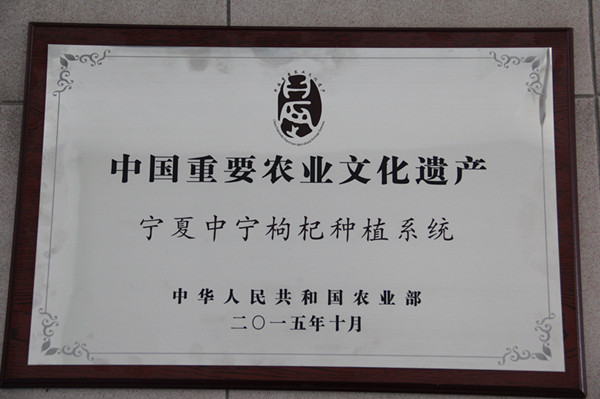 中国重要农业文化遗产
宁夏中宁枸杞种植系统
中华人民共和国农业部
二〇一五年十月